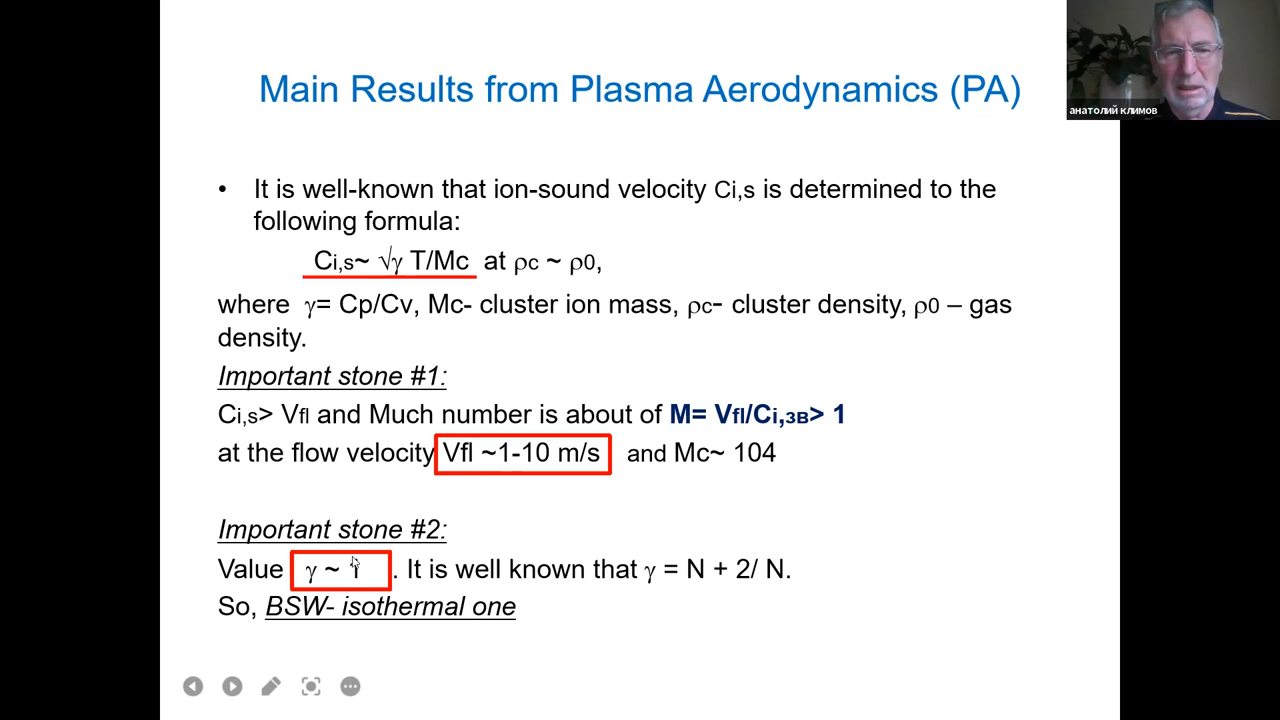 Main Results from Plasma Aerodynamics (PA)
анатолий климов
• It is well-known that ion-sound velocity Ci,s is determined to the
following formula:
Ci,s~ √γ T/Mc at ρc ~ ρ0,
where γ= Cp/Cv, Mc- cluster ion mass, ρc- cluster density, ρ0 – gas
density.
Important stone #1:
Ci,s> Vfl and Much number is about of M= Vfl/Ci,зв> 1
at the flow velocity Vfl ~1-10 m/s and Mc~ 104
Important stone #2:
Value γ ~ 1 . It is well known that γ = N + 2/ N.
So, BSW- isothermal one